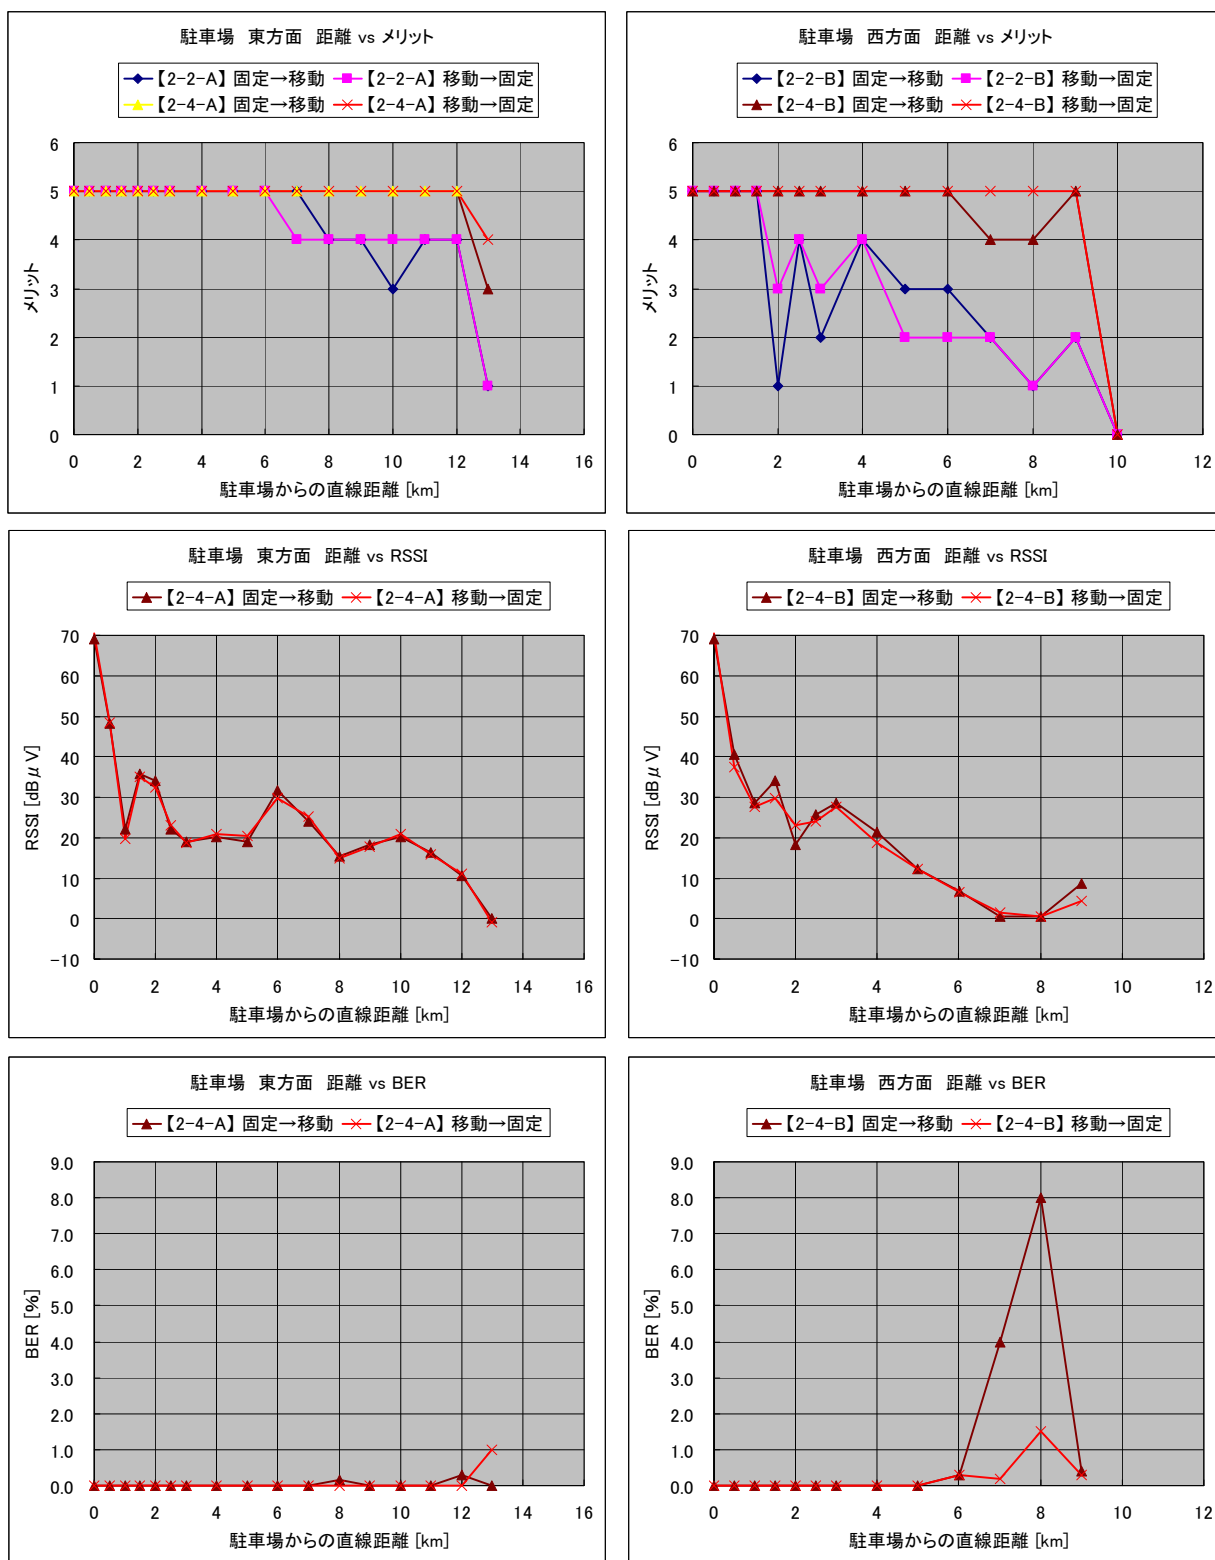 駐車場 東方面 距離 vs メリット
【2-2-A】 固定→移動 【2-2-A】 移動→固定
【2-4-A】 固定→移動 【2-4-A】 移動→固定
6
5
4
3
2
1
0
メリット
0 2 4 6 8 10 12 14 16
駐車場からの直線距離 [km]
駐車場 西方面 距離 vs メリット
【2-2-B】 固定→移動 【2-2-B】 移動→固定
【2-4-B】 固定→移動 【2-4-B】 移動→固定
6
5
4
3
2
1
0
メリット
0 2 4 6 8 10 12
駐車場からの直線距離 [km]
駐車場 東方面 距離 vs RSSI
【2-4-A】 固定→移動 【2-4-A】 移動→固定
70
60
50
40
30
20
10
0
-10
RSSI [dBμV]
0 2 4 6 8 10 12 14 16
駐車場からの直線距離 [km]
駐車場 西方面 距離 vs RSSI
【2-4-B】 固定→移動 【2-4-B】 移動→固定
70
60
50
40
30
20
10
0
-10
RSSI [dBμV]
0 2 4 6 8 10 12
駐車場からの直線距離 [km]
駐車場 東方面 距離 vs BER
【2-4-A】 固定→移動 【2-4-A】 移動→固定
9.0
8.0
7.0
6.0
5.0
4.0
3.0
2.0
1.0
0.0
BER [%]
0 2 4 6 8 10 12 14 16
駐車場からの直線距離 [km]
駐車場 西方面 距離 vs BER
【2-4-B】 固定→移動 【2-4-B】 移動→固定
9.0
8.0
7.0
6.0
5.0
4.0
3.0
2.0
1.0
0.0
BER [%]
0 2 4 6 8 10 12
駐車場からの直線距離 [km]